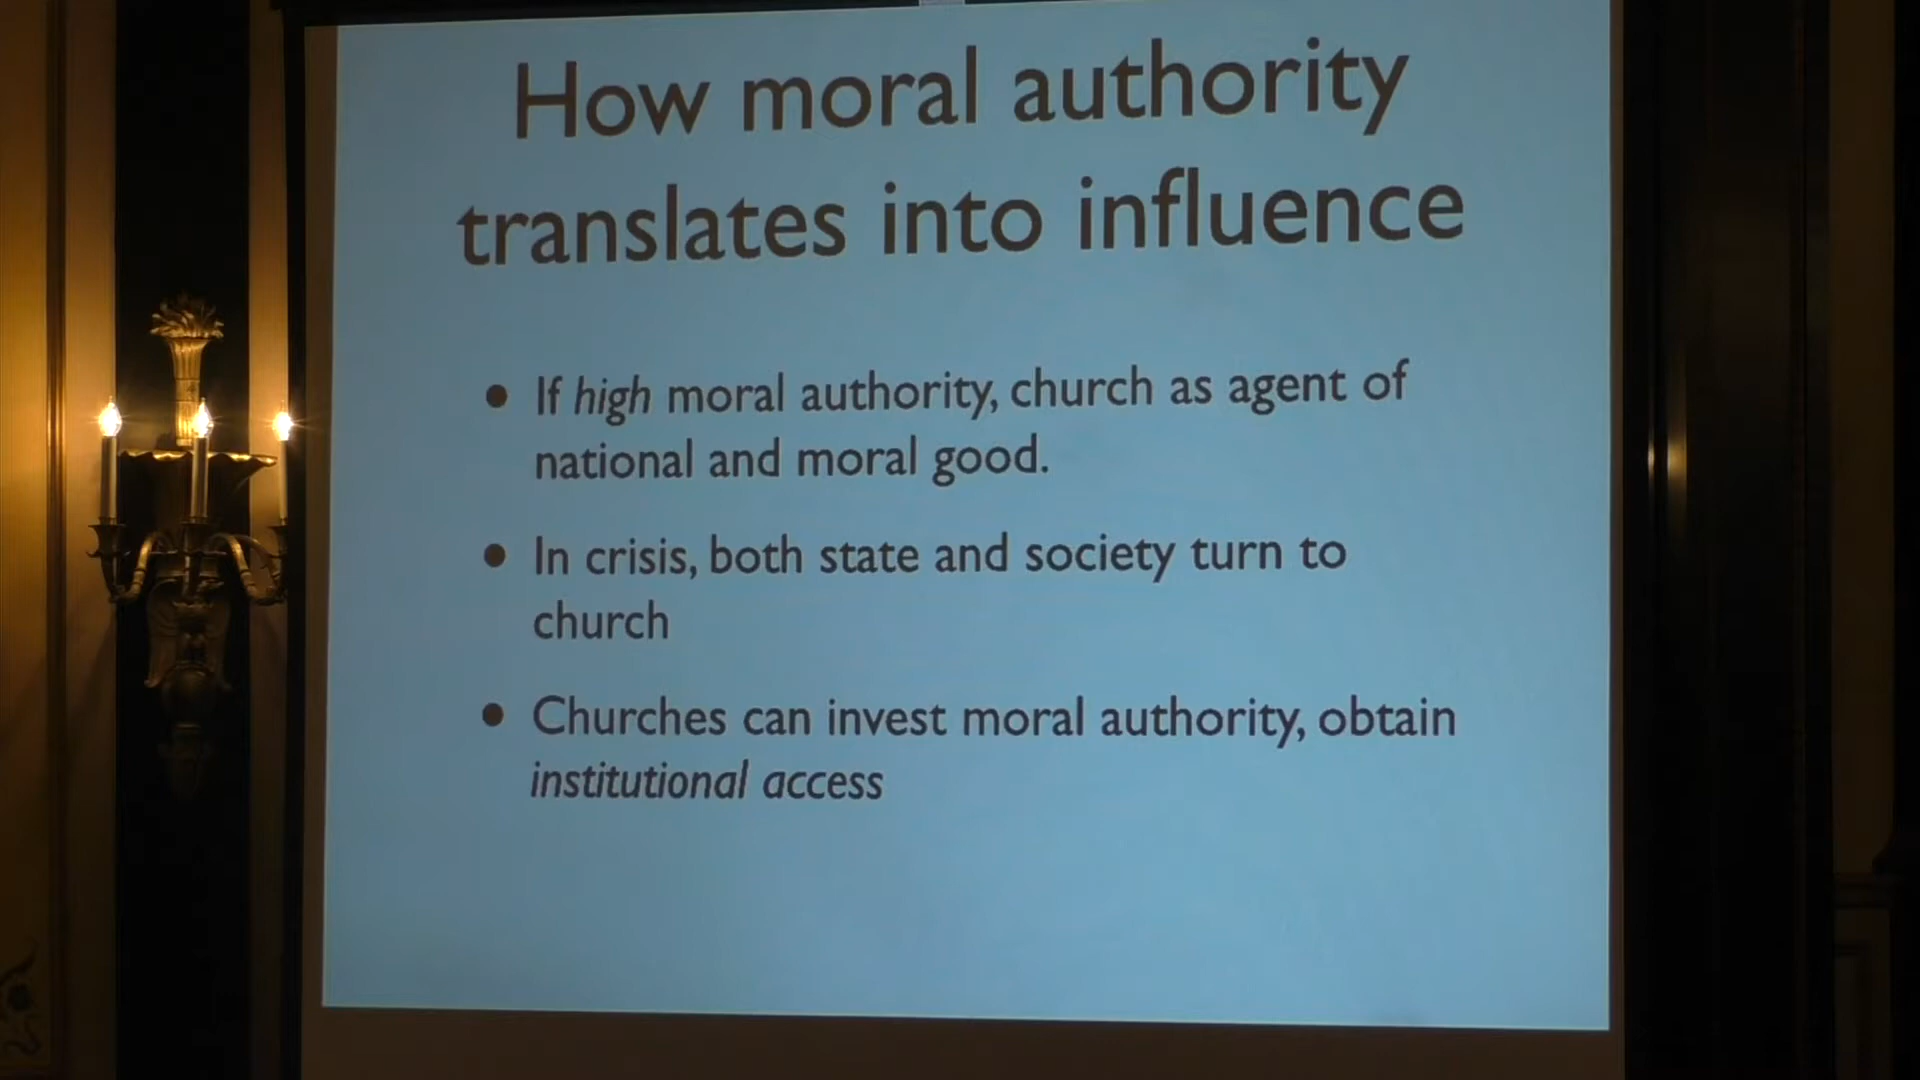 How moral authority
translates into influence
• If high moral authority, church as agent of
national and moral good.
• In crisis, both state and society turn to
church
• Churches can invest moral authority, obtain
institutional access